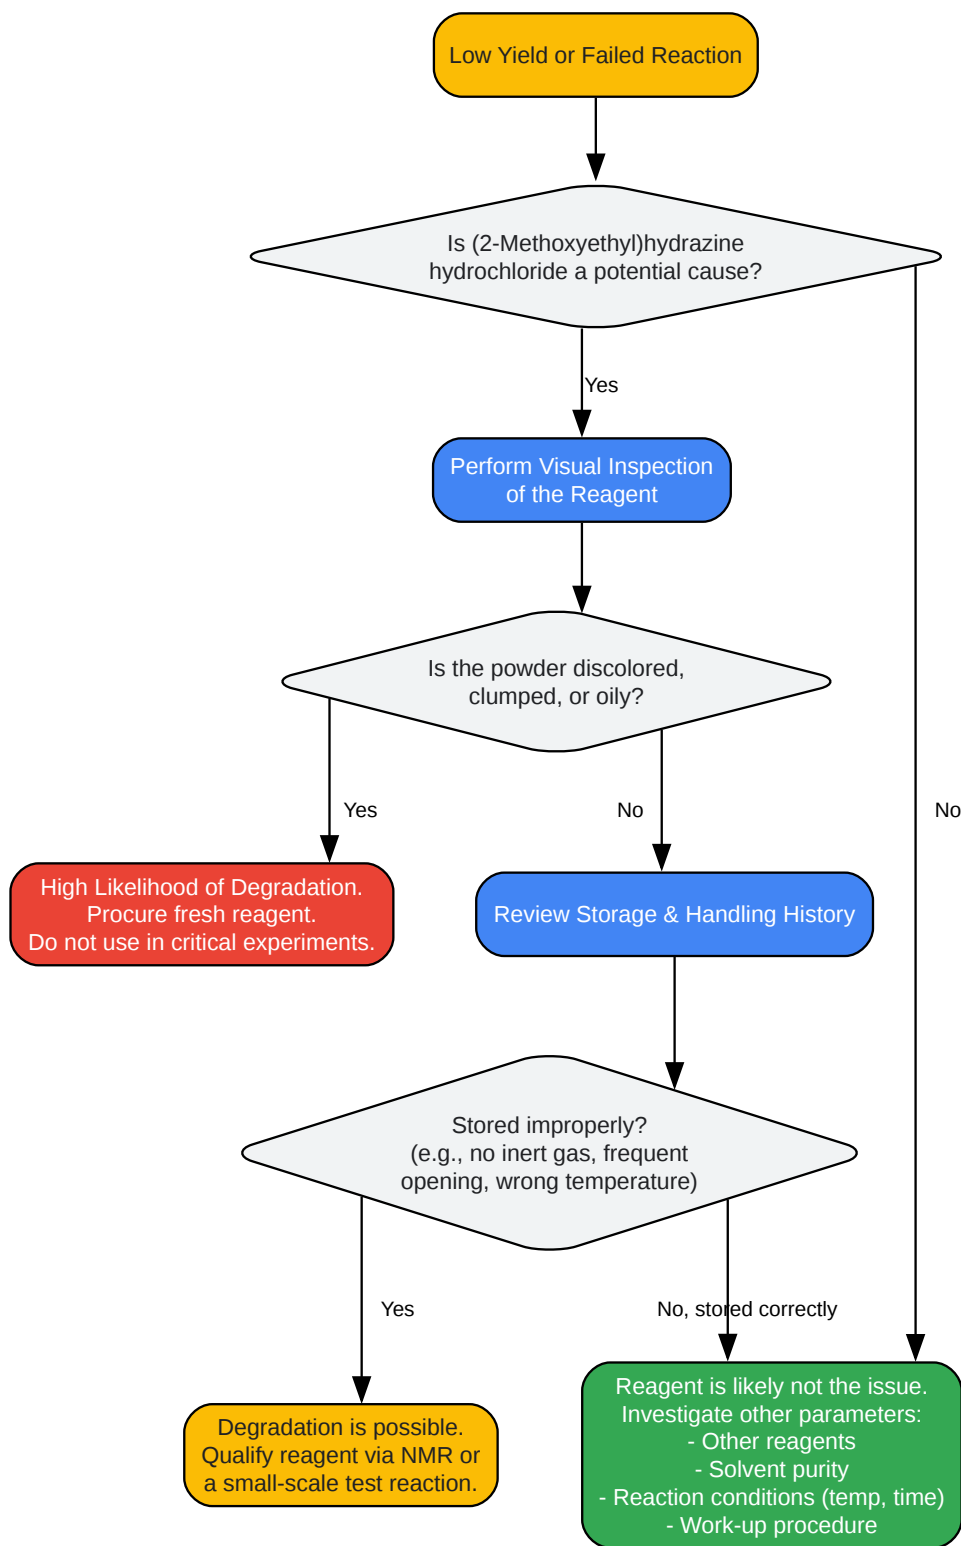 Low Yield or Failed Reaction
Is (2-Methoxyethyl)hydrazine
hydrochloride a potential cause?
Yes
Perform Visual Inspection
of the Reagent
Is the powder discolored,
clumped, or oily?
Yes
No
No
High Likelihood of Degradation.
Procure fresh reagent.
Do not use in critical experiments.
Review Storage & Handling History
Stored improperly?
(e.g., no inert gas, frequent
opening, wrong temperature)
Yes
No, stored correctly
Degradation is possible.
Qualify reagent via NMR or
a small-scale test reaction.
Reagent is likely not the issue.
Investigate other parameters:
- Other reagents
- Solvent purity
- Reaction conditions (temp, time)
- Work-up procedure